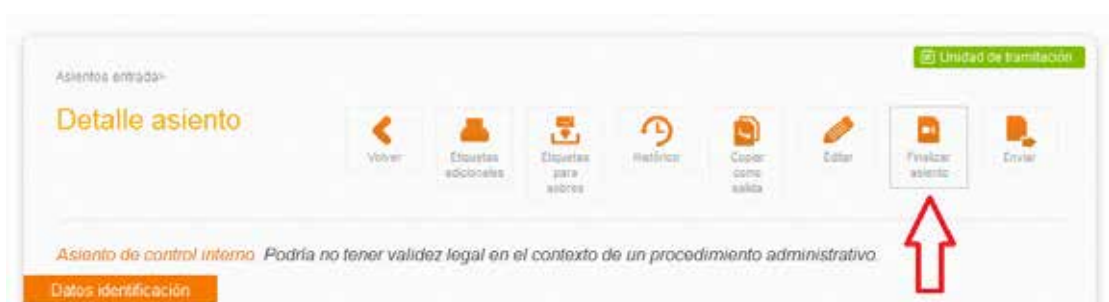 Unidad de tramitación
Asientos entrada>
Detalle asiento
Volver
Etiquetas
adicionales
Etiquetas
para
sobres
Histórico
Copiar
como
salida
Editar
Finalizar
asiento
Enviar
Asiento de control interno. Podría no tener validez legal en el contexto de un procedimiento administrativo.
Datos identificación